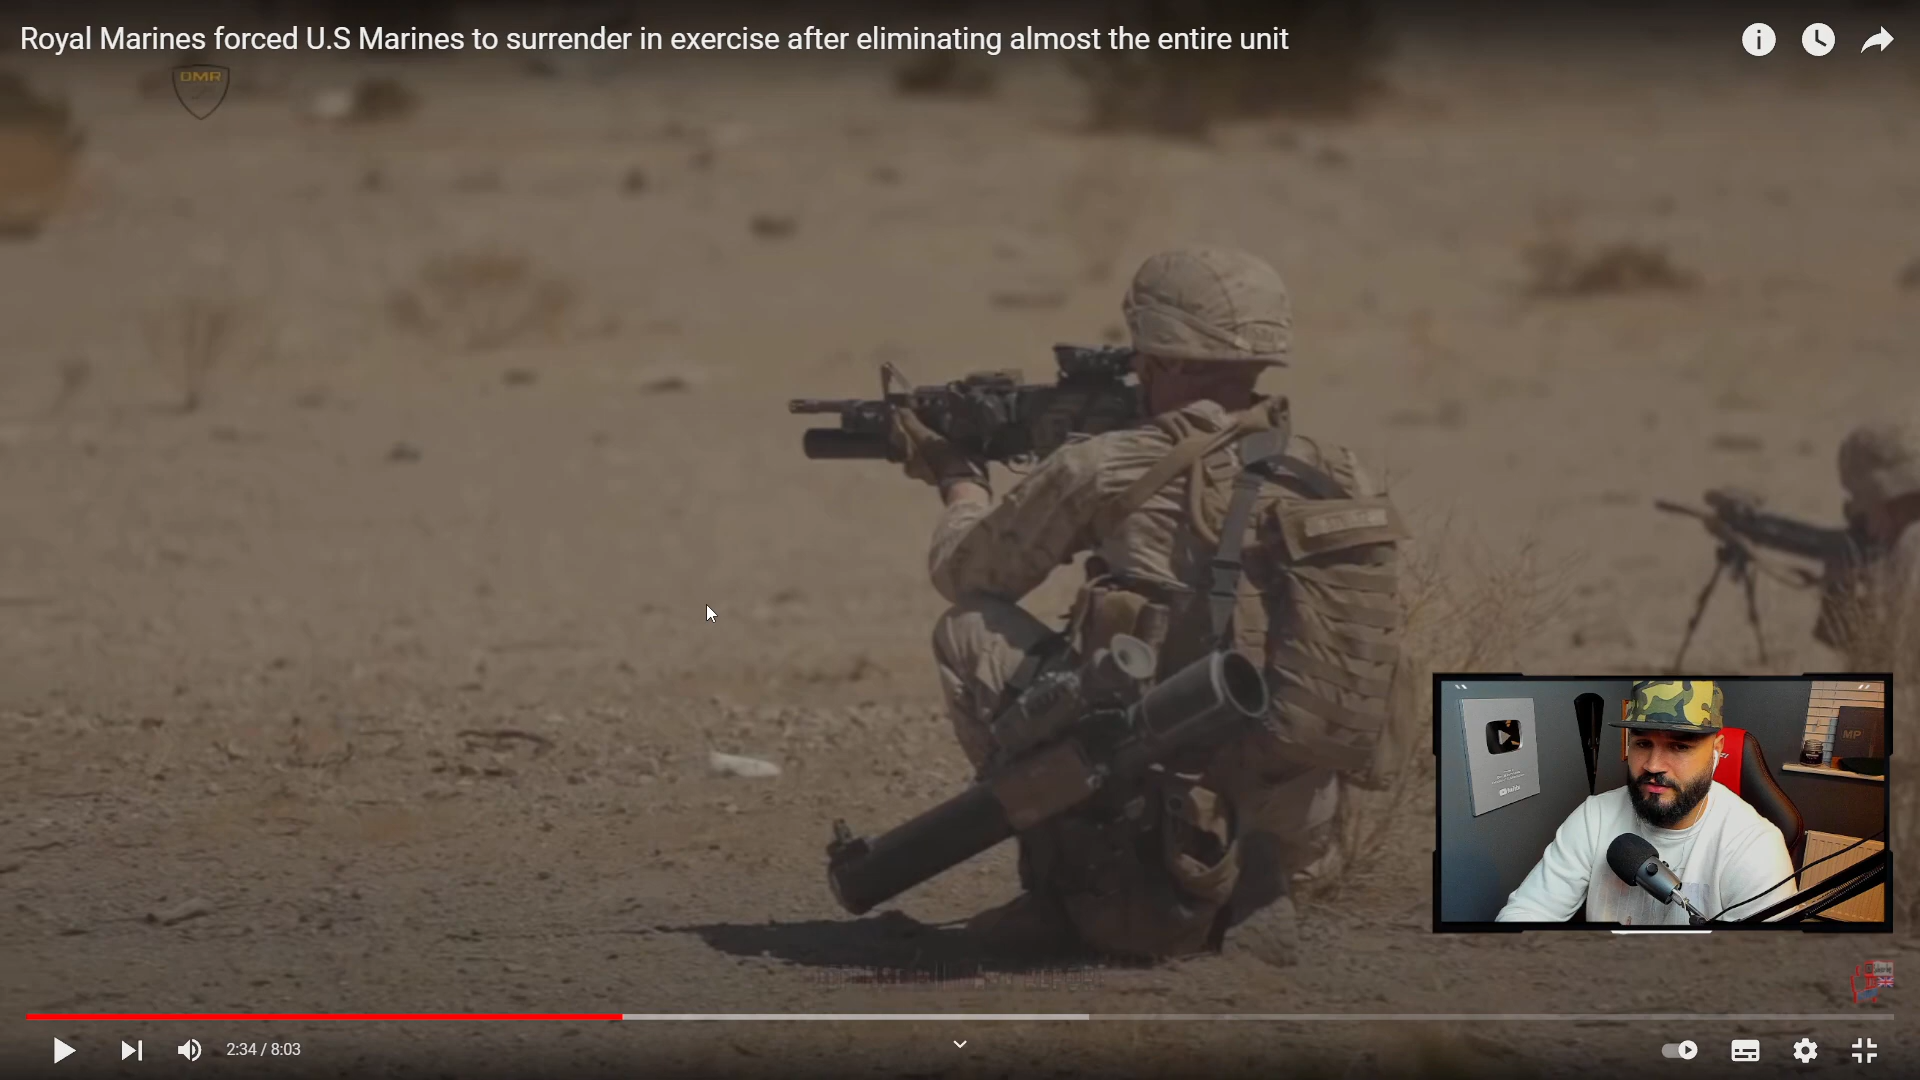 Royal Marines forced U.S Marines to surrender in exercise after eliminating almost the entire unit
DMR
MP
YouTube
2:34 / 8:03